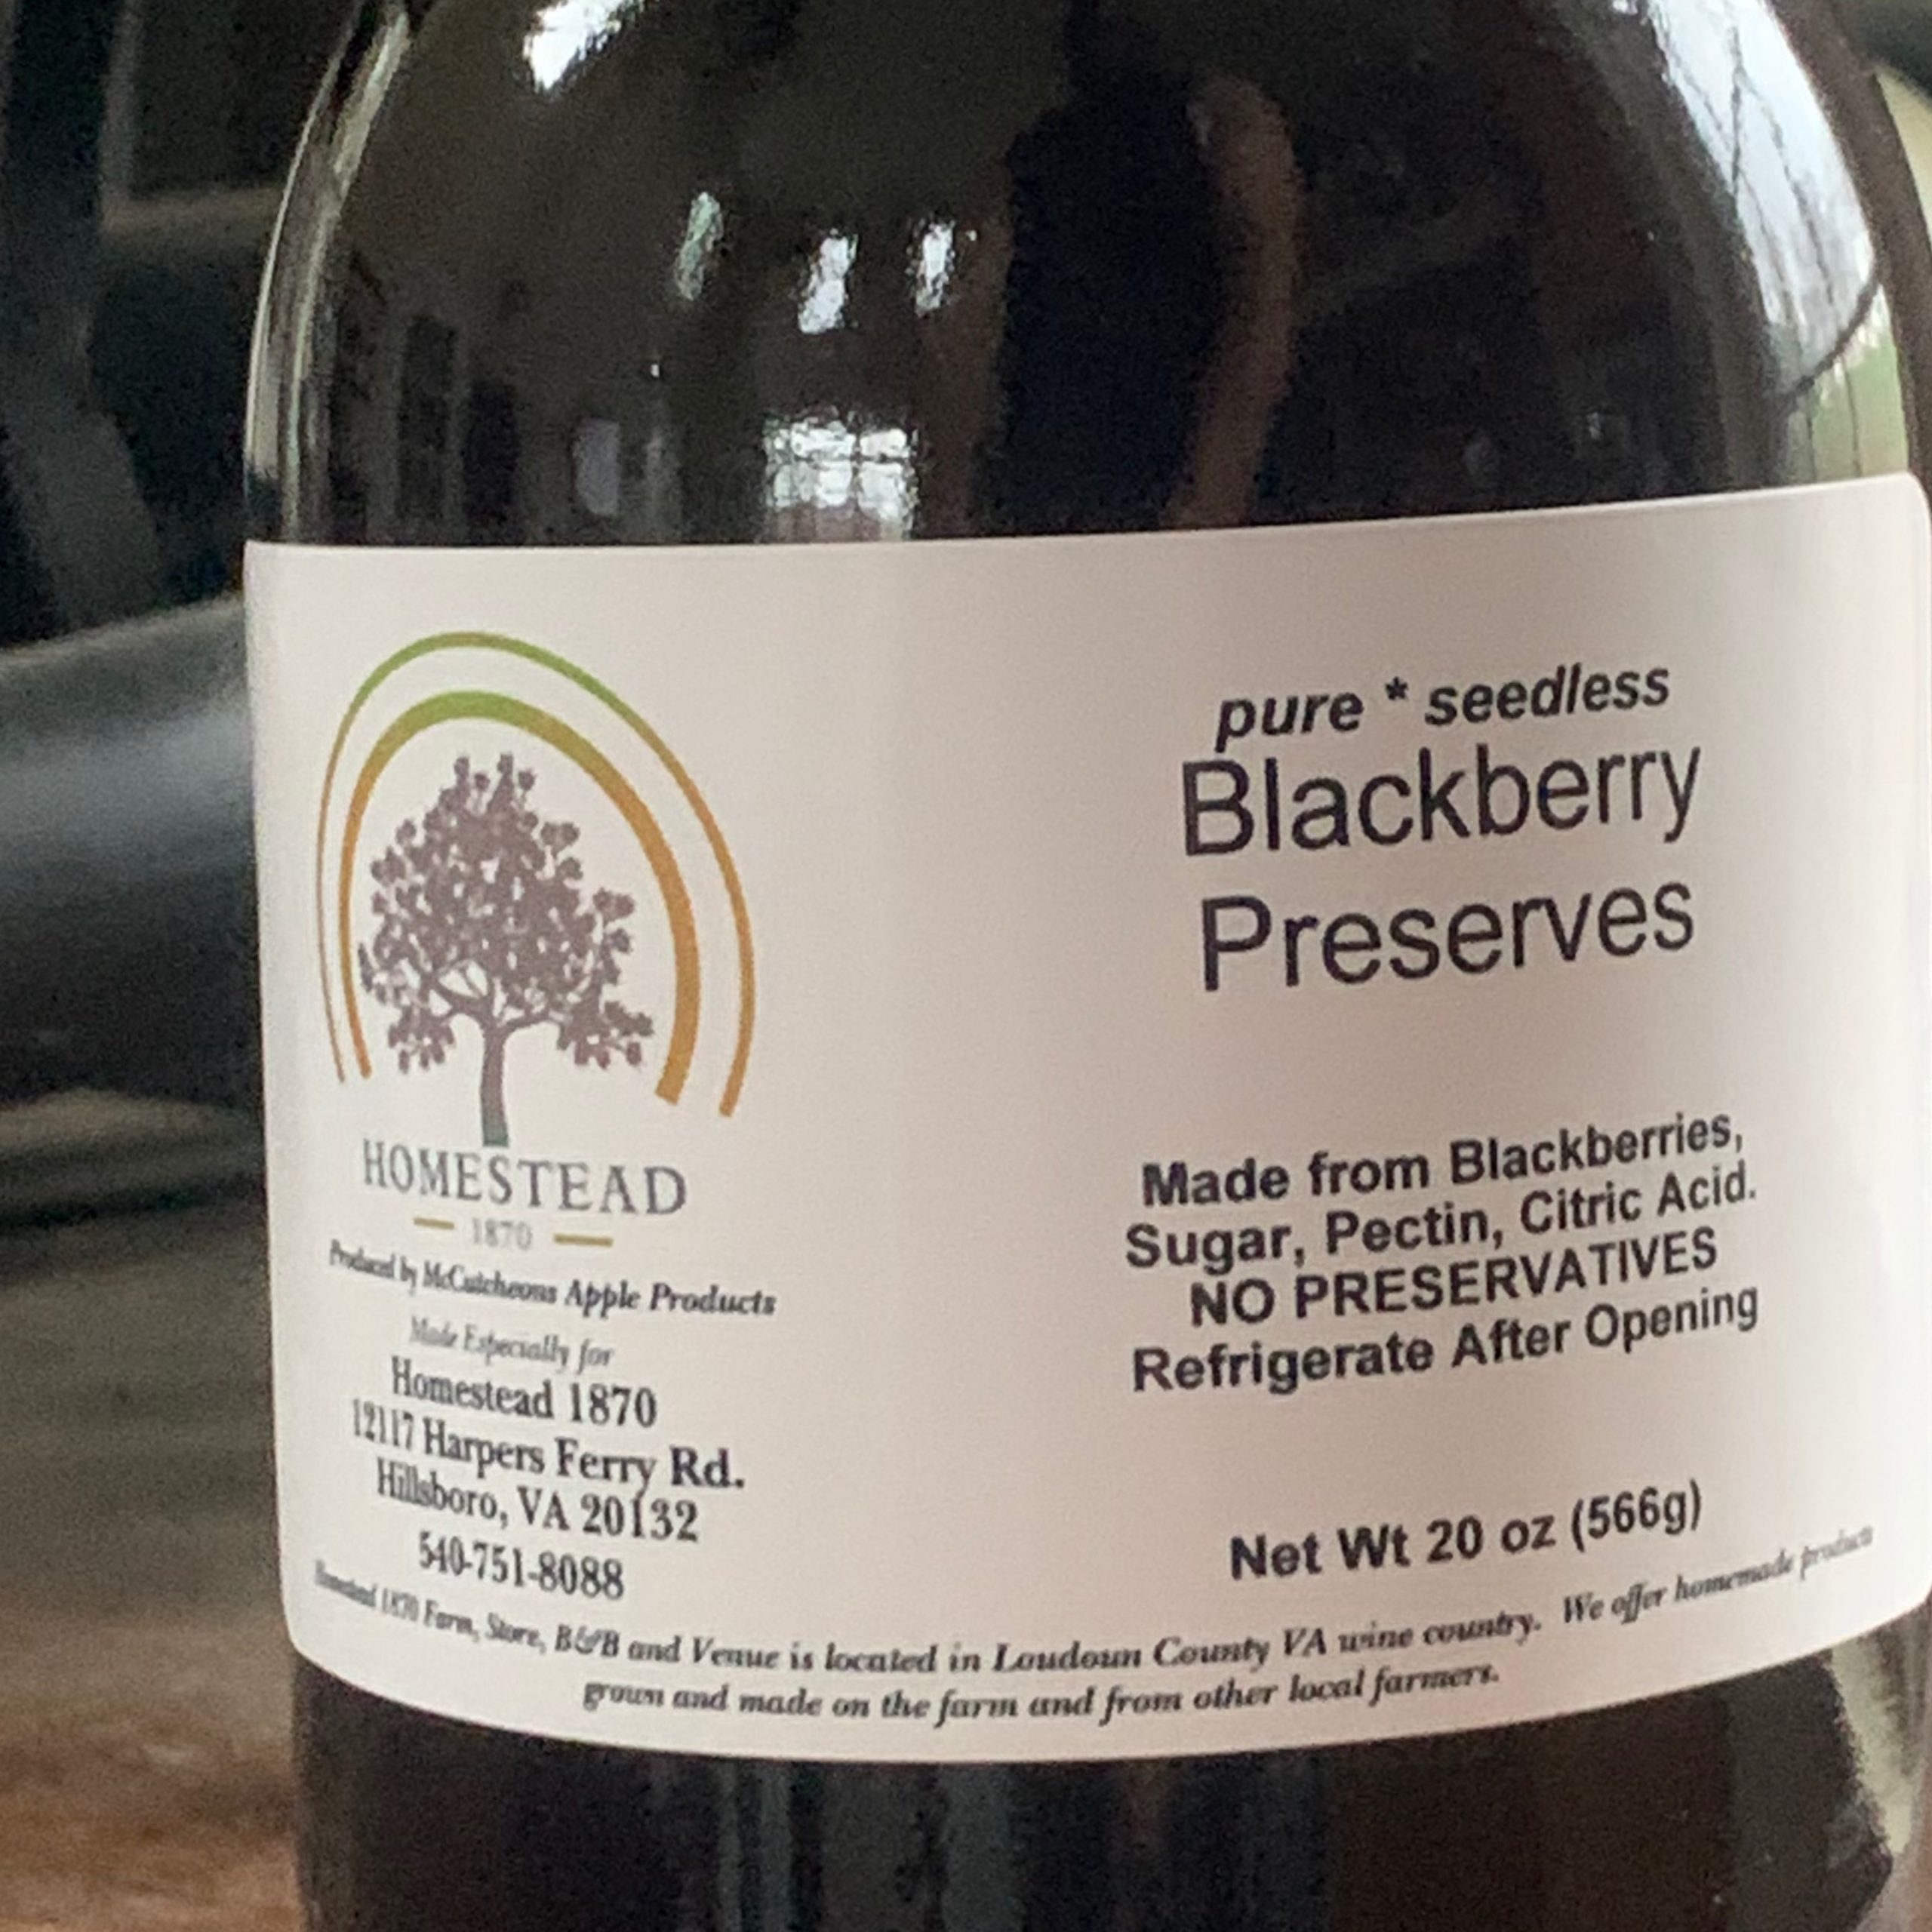 HOMESTEAD
1870
Produced by McCutcheons Apple Products
Made Especially for
Homestead 1870
12117 Harpers Ferry Rd.
Hillsboro, VA 20132
540-751-8088
pure * seedless
Blackberry
Preserves
Made from Blackberries,
Sugar, Pectin, Citric Acid.
NO PRESERVATIVES
Refrigerate After Opening
Net Wt 20 oz (566g)
Homestead 1870 Farm, Store, B&B and Venue is located in Loudoun County VA wine country. We offer homemade products
grown and made on the farm and from other local farmers.